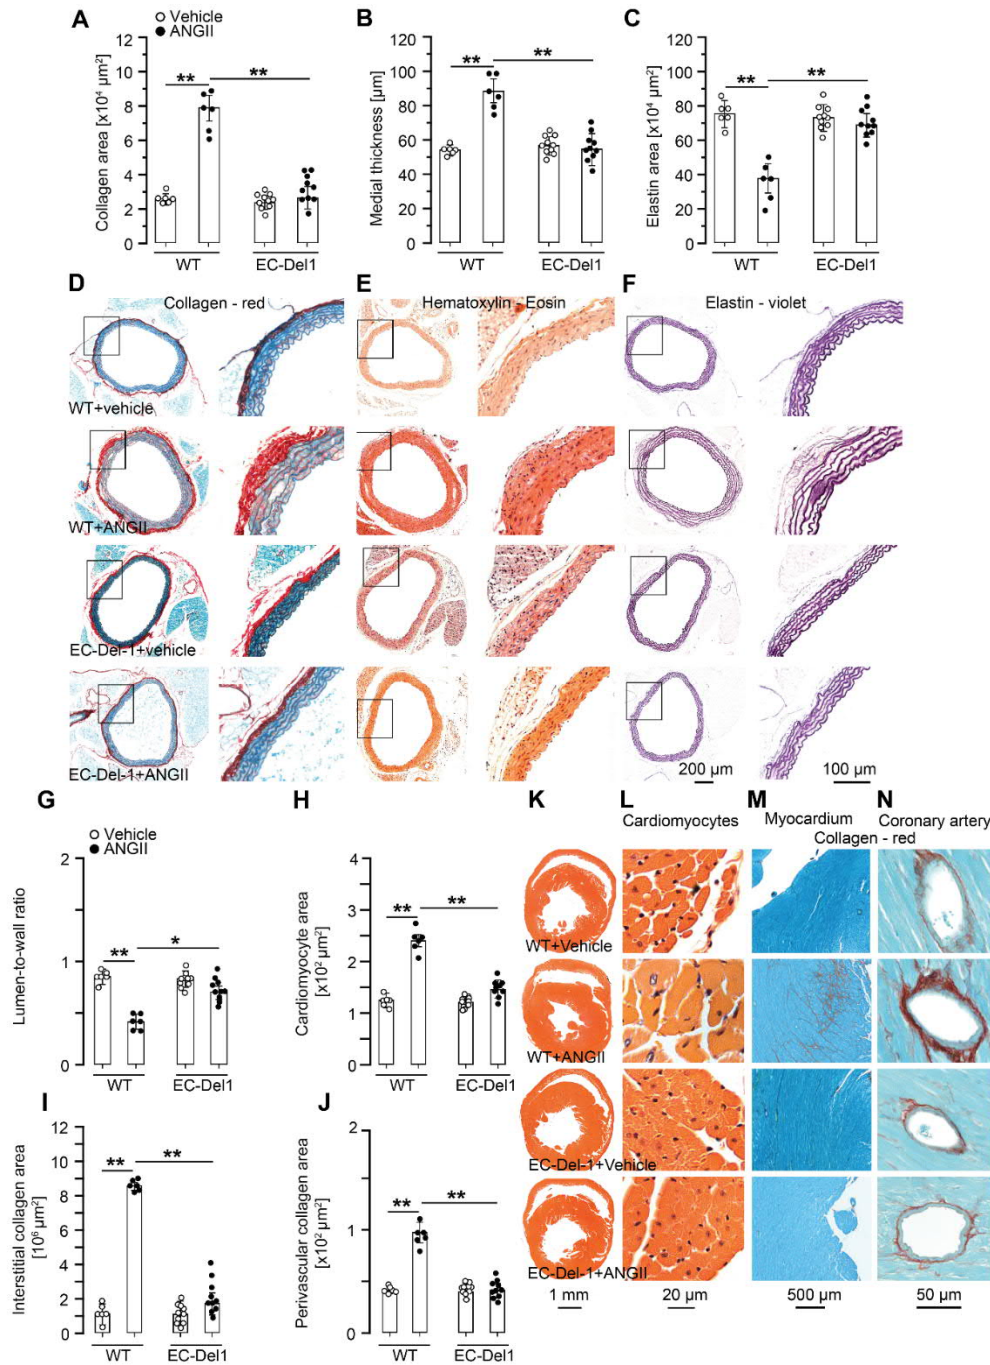 A
B
C
Vehicle
ANGII
Collagen area [x10⁴ µm²]
12
10
8
6
4
2
0
**
**
WT
EC-Del1
Medial thickness [µm]
120
100
80
60
40
20
0
**
**
WT
EC-Del1
Elastin area [x10⁴ µm²]
120
100
80
60
40
20
0
**
**
WT
EC-Del1
D
E
F
Collagen - red
Hematoxylin - Eosin
Elastin - violet
WT+vehicle
WT+ANGII
EC-Del-1+vehicle
EC-Del-1+ANGII
200 µm
100 µm
G
H
K
L
M
N
Vehicle
ANGII
Lumen-to-wall ratio
2
1
0
**
*
WT
EC-Del1
Cardiomyocyte area
[x10² µm²]
4
3
2
1
0
**
**
WT
EC-Del1
Cardiomyocytes
Myocardium
Coronary artery
Collagen - red
WT+Vehicle
WT+ANGII
EC-Del-1+Vehicle
EC-Del-1+ANGII
1 mm
20 µm
500 µm
50 µm
I
J
Interstitial collagen area
[10⁶ µm²]
12
10
8
6
4
2
0
**
**
WT
EC-Del1
Perivascular collagen area
[x10² µm²]
2
1
0
**
**
WT
EC-Del1